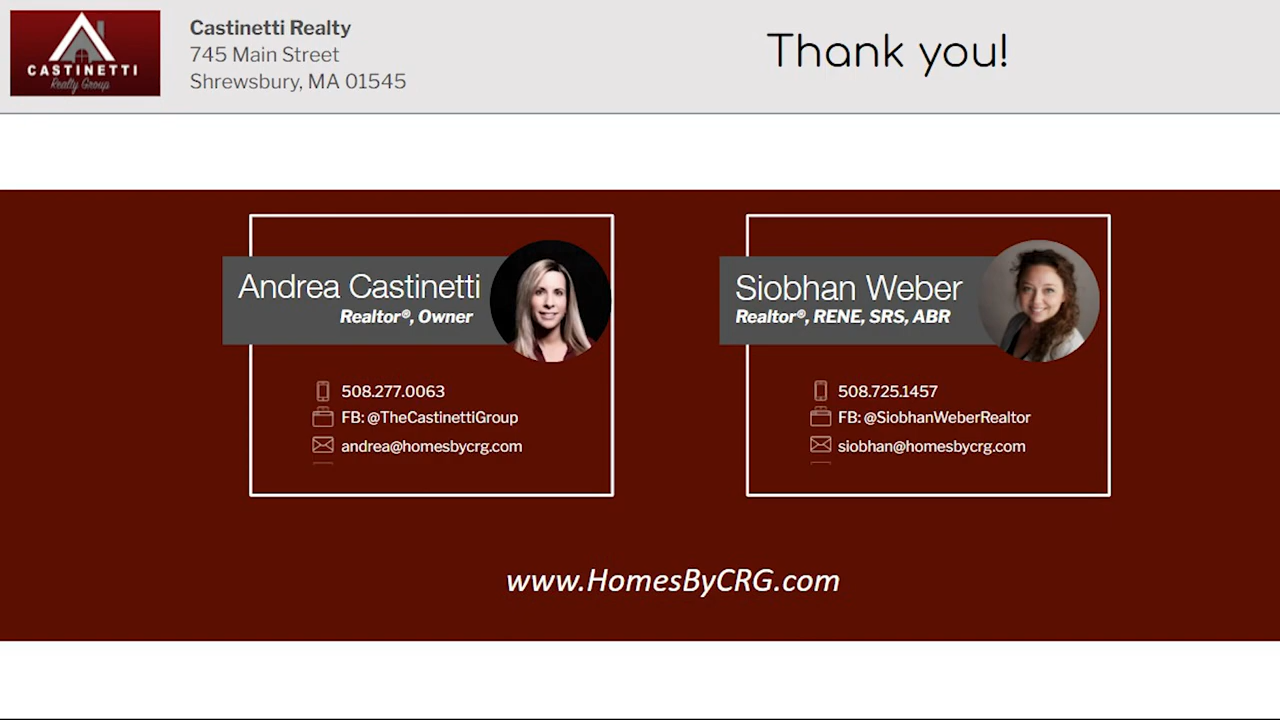 CASTINETTI
Realty Group
Castinetti Realty
745 Main Street
Shrewsbury, MA 01545
Thank you!
Andrea Castinetti
Realtor®, Owner
508.277.0063
FB: @TheCastinettiGroup
andrea@homesbycrg.com
Siobhan Weber
Realtor®, RENE, SRS, ABR
508.725.1457
FB: @SiobhanWeberRealtor
siobhan@homesbycrg.com
www.HomesByCRG.com